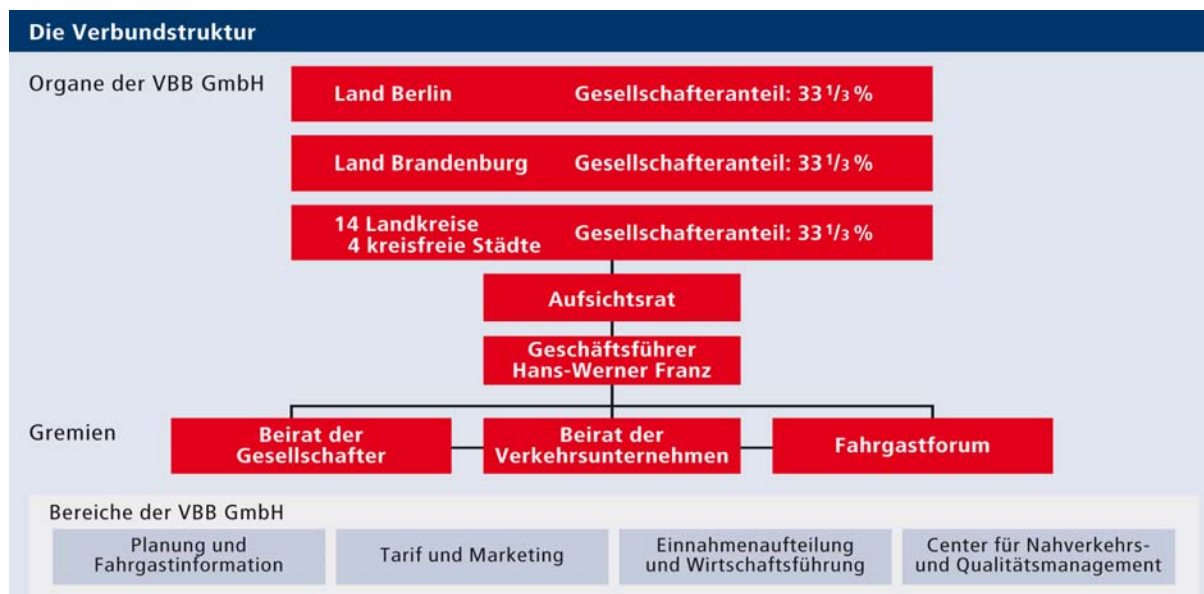 Die Verbundstruktur
Organe der VBB GmbH
Land Berlin Gesellschafteranteil: 33 1/3 %
Land Brandenburg Gesellschafteranteil: 33 1/3 %
14 Landkreise
4 kreisfreie Städte Gesellschafteranteil: 33 1/3 %
Aufsichtsrat
Geschäftsführer
Hans-Werner Franz
Gremien
Beirat der
Gesellschafter
Beirat der
Verkehrsunternehmen
Fahrgastforum
Bereiche der VBB GmbH
Planung und
Fahrgastinformation
Tarif und Marketing
Einnahmenaufteilung
und Wirtschaftsführung
Center für Nahverkehrs-
und Qualitätsmanagement